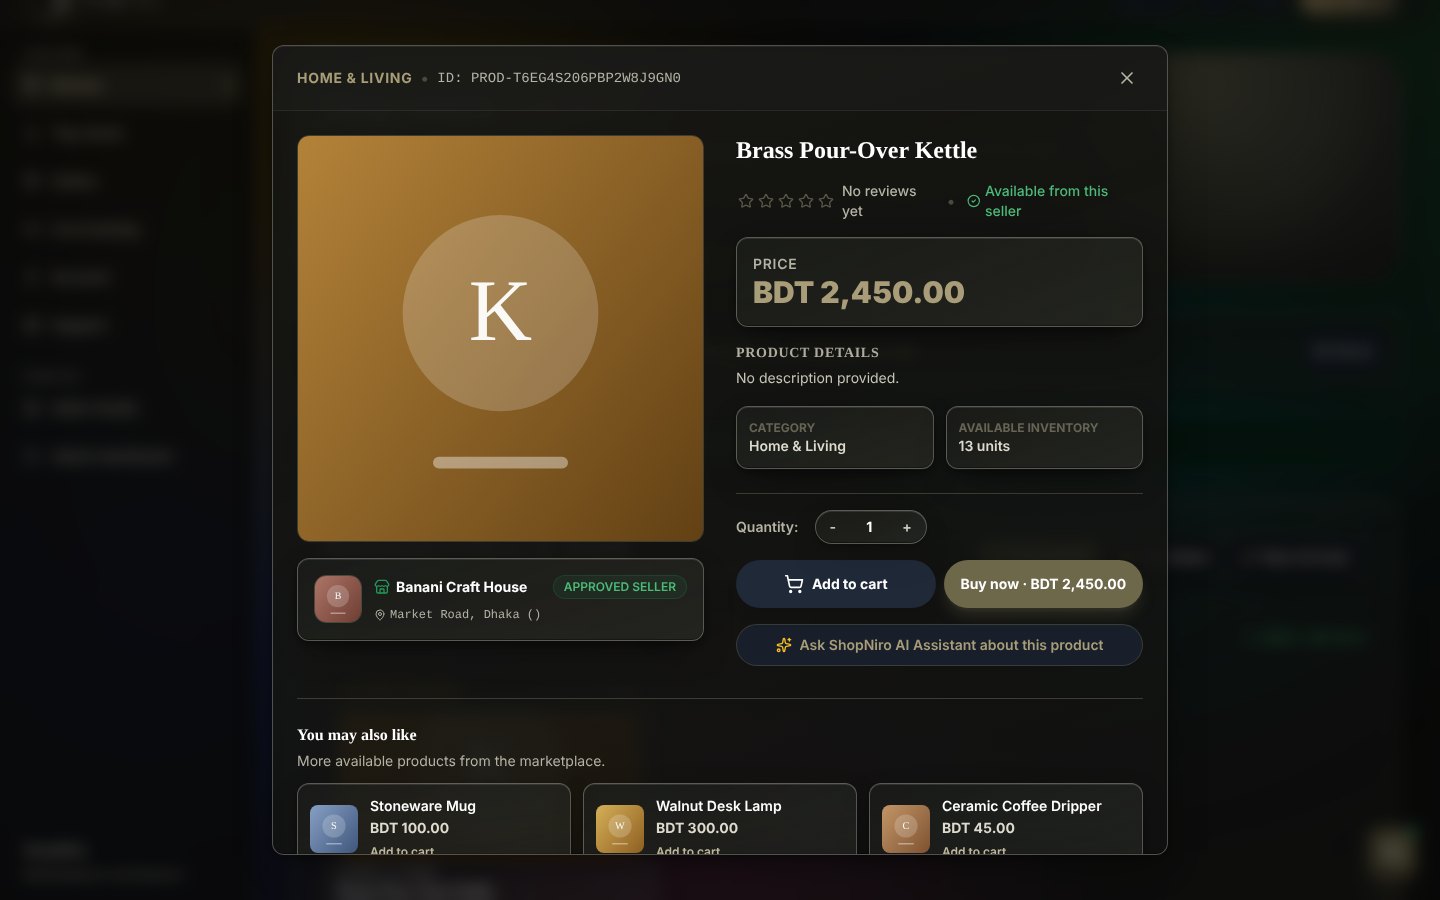 HOME & LIVING • ID: PROD-T6EG4S206PBP2W8J9GN0
K
Brass Pour-Over Kettle
No reviews yet • Available from this seller
PRICE
BDT 2,450.00
PRODUCT DETAILS
No description provided.
CATEGORY
Home & Living
AVAILABLE INVENTORY
13 units
Quantity: - 1 +
Add to cart
Buy now · BDT 2,450.00
Ask ShopNiro AI Assistant about this product
B
Banani Craft House
APPROVED SELLER
Market Road, Dhaka ()
You may also like
More available products from the marketplace.
S
Stoneware Mug
BDT 100.00
Add to cart
W
Walnut Desk Lamp
BDT 300.00
Add to cart
C
Ceramic Coffee Dripper
BDT 45.00
Add to cart